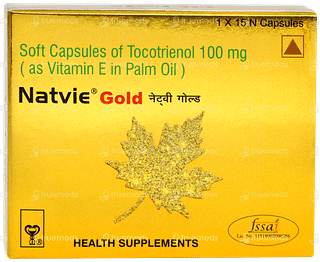 1 X 15 N Capsules
Soft Capsules of Tocotrienol 100 mg
( as Vitamin E in Palm Oil )
Natvie® Gold नेट्वी गोल्ड
fssai
HEALTH SUPPLEMENTS